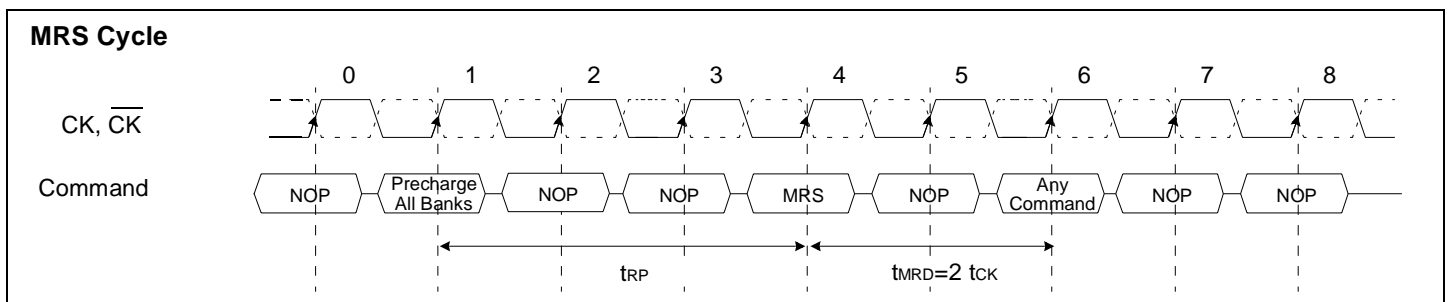 MRS Cycle
0 1 2 3 4 5 6 7 8
CK, C̅K̅
Command
NOP Precharge All Banks NOP NOP MRS NOP Any Command NOP NOP
tRP tMRD=2 tCK